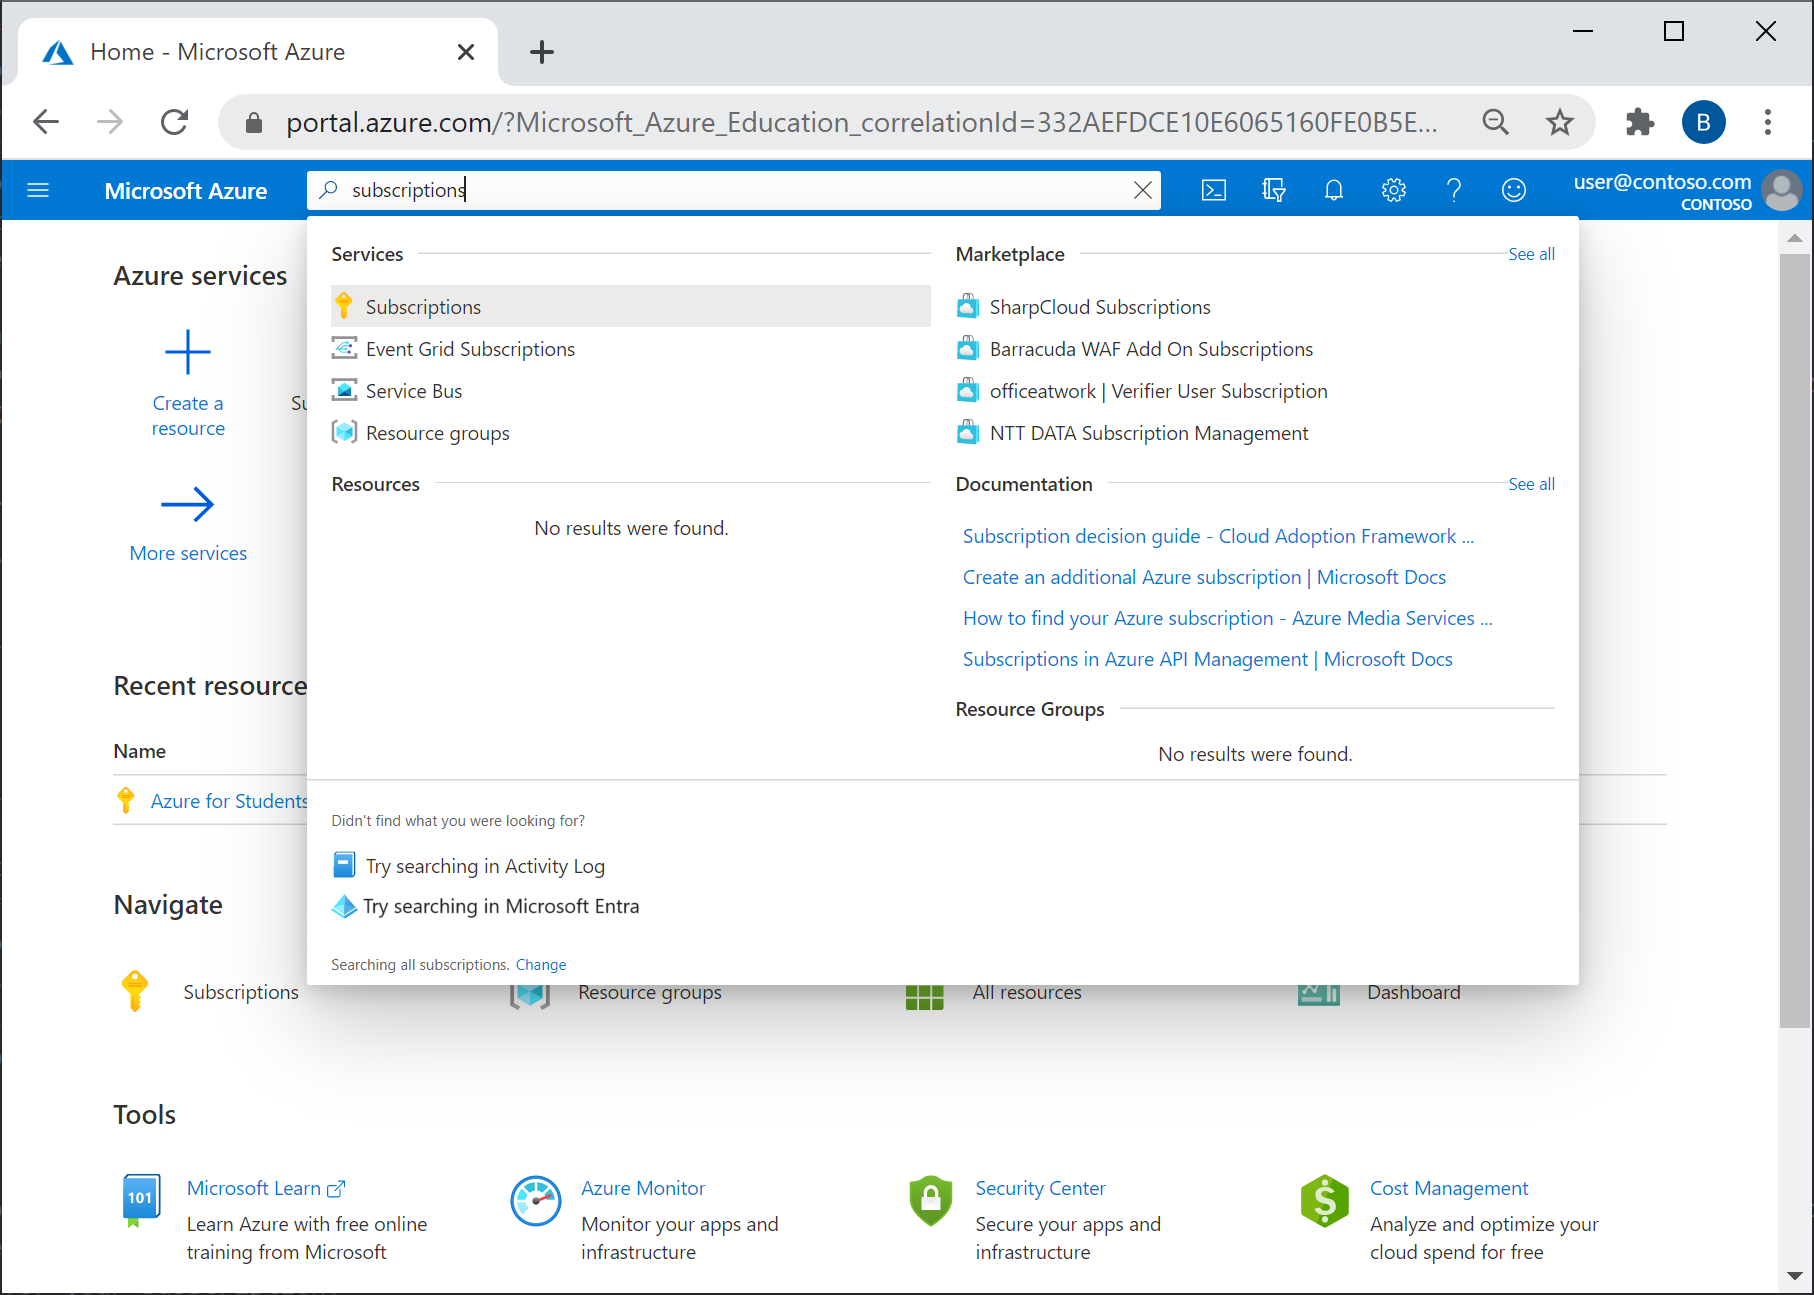 Home - Microsoft Azure
portal.azure.com/?Microsoft_Azure_Education_correlationId=332AEFDCE10E6065160FE0B5E...
B
Microsoft Azure
subscriptions
user@contoso.com
CONTOSO
Services
Subscriptions
Event Grid Subscriptions
Service Bus
Resource groups
Resources
No results were found.
Marketplace
See all
SharpCloud Subscriptions
Barracuda WAF Add On Subscriptions
officeatwork | Verifier User Subscription
NTT DATA Subscription Management
Documentation
See all
Subscription decision guide - Cloud Adoption Framework ...
Create an additional Azure subscription | Microsoft Docs
How to find your Azure subscription - Azure Media Services ...
Subscriptions in Azure API Management | Microsoft Docs
Resource Groups
No results were found.
Didn't find what you were looking for?
Try searching in Activity Log
Try searching in Microsoft Entra
Searching all subscriptions. Change
Azure services
Create a
resource
Su
More services
Recent resource
Name
Azure for Students
Navigate
Subscriptions
Resource groups
All resources
Dashboard
Tools
101
Microsoft Learn
Learn Azure with free online
training from Microsoft
Azure Monitor
Monitor your apps and
infrastructure
Security Center
Secure your apps and
infrastructure
$
Cost Management
Analyze and optimize your
cloud spend for free